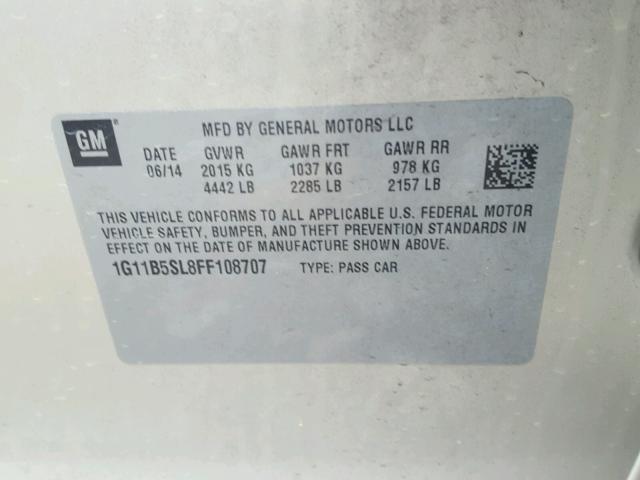 GM® MFD BY GENERAL MOTORS LLC
DATE GVWR GAWR FRT GAWR RR
06/14 2015 KG 1037 KG 978 KG
4442 LB 2285 LB 2157 LB
THIS VEHICLE CONFORMS TO ALL APPLICABLE U.S. FEDERAL MOTOR
VEHICLE SAFETY, BUMPER, AND THEFT PREVENTION STANDARDS IN
EFFECT ON THE DATE OF MANUFACTURE SHOWN ABOVE.
1G11B5SL8FF108707 TYPE: PASS CAR